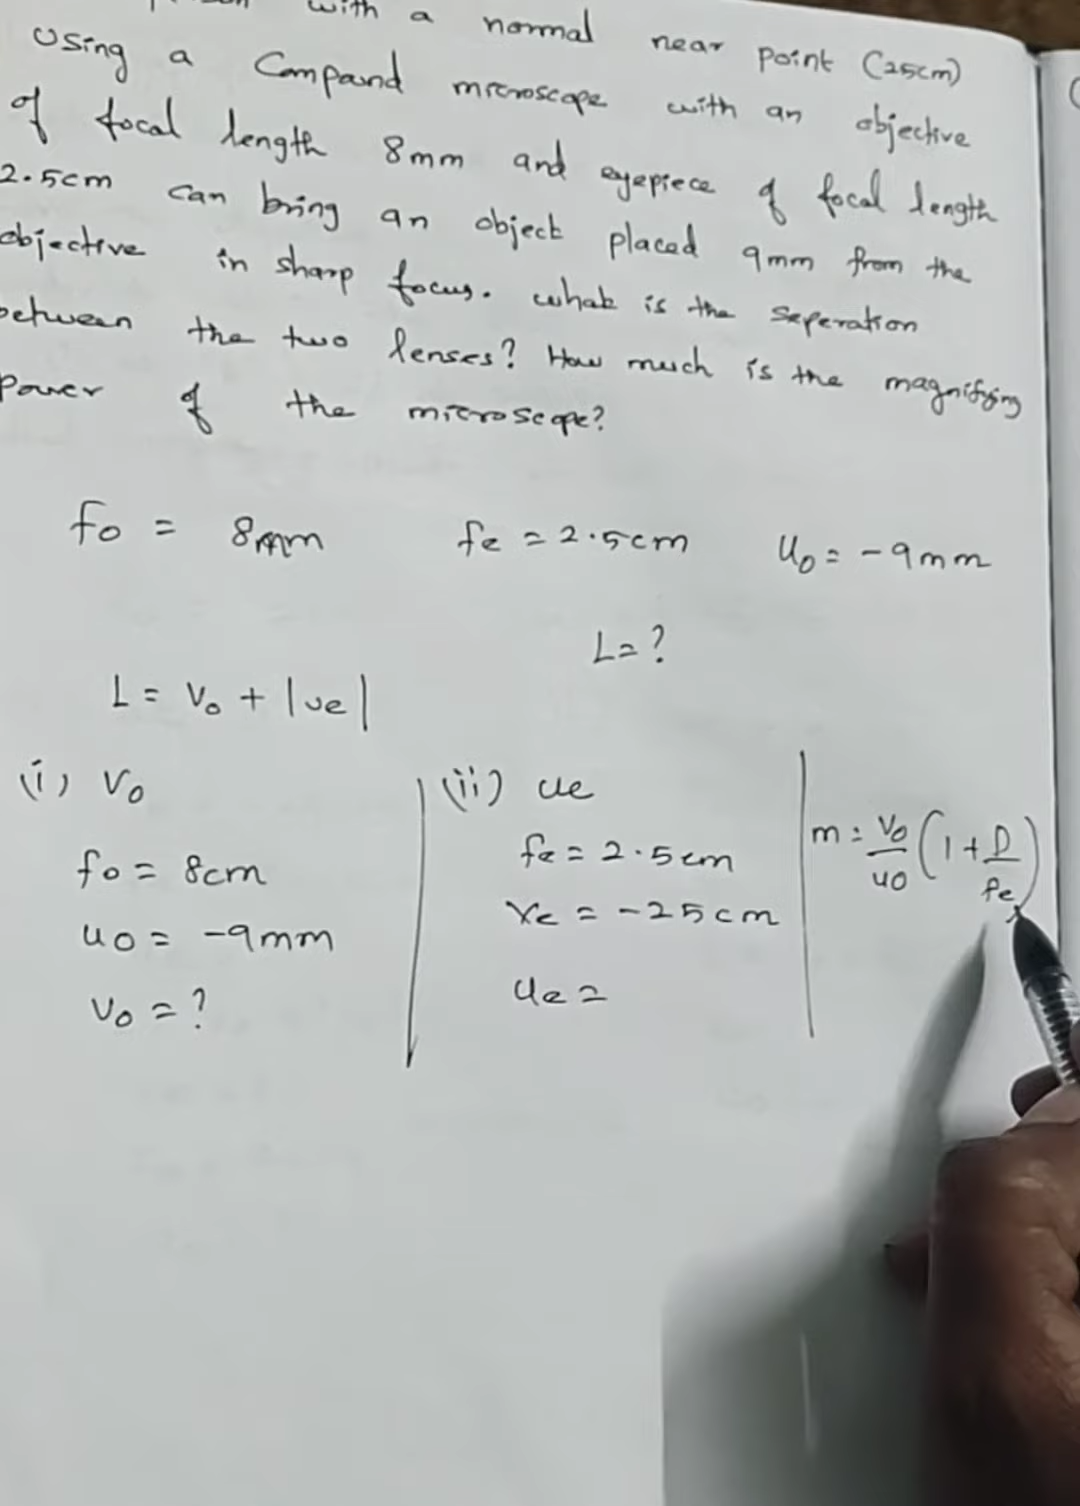 with a normal near point (25cm)
Using a Compaund microscope with an objective
of focal length 8mm and eyepiece of focal length
2.5cm can bring an object placed 9mm from the
objective in sharp focus. what is the seperation
between the two lenses? How much is the magnifying
Power of the microscope?
fo = 8mm fe = 2.5cm uo = -9mm
L= ?
L = Vo + |ue|
(i) Vo
fo = 8cm
uo = -9mm
Vo = ?
(ii) ue
fe = 2.5cm
ve = -25cm
ue =
m = Vo/uo (1+D/fe)